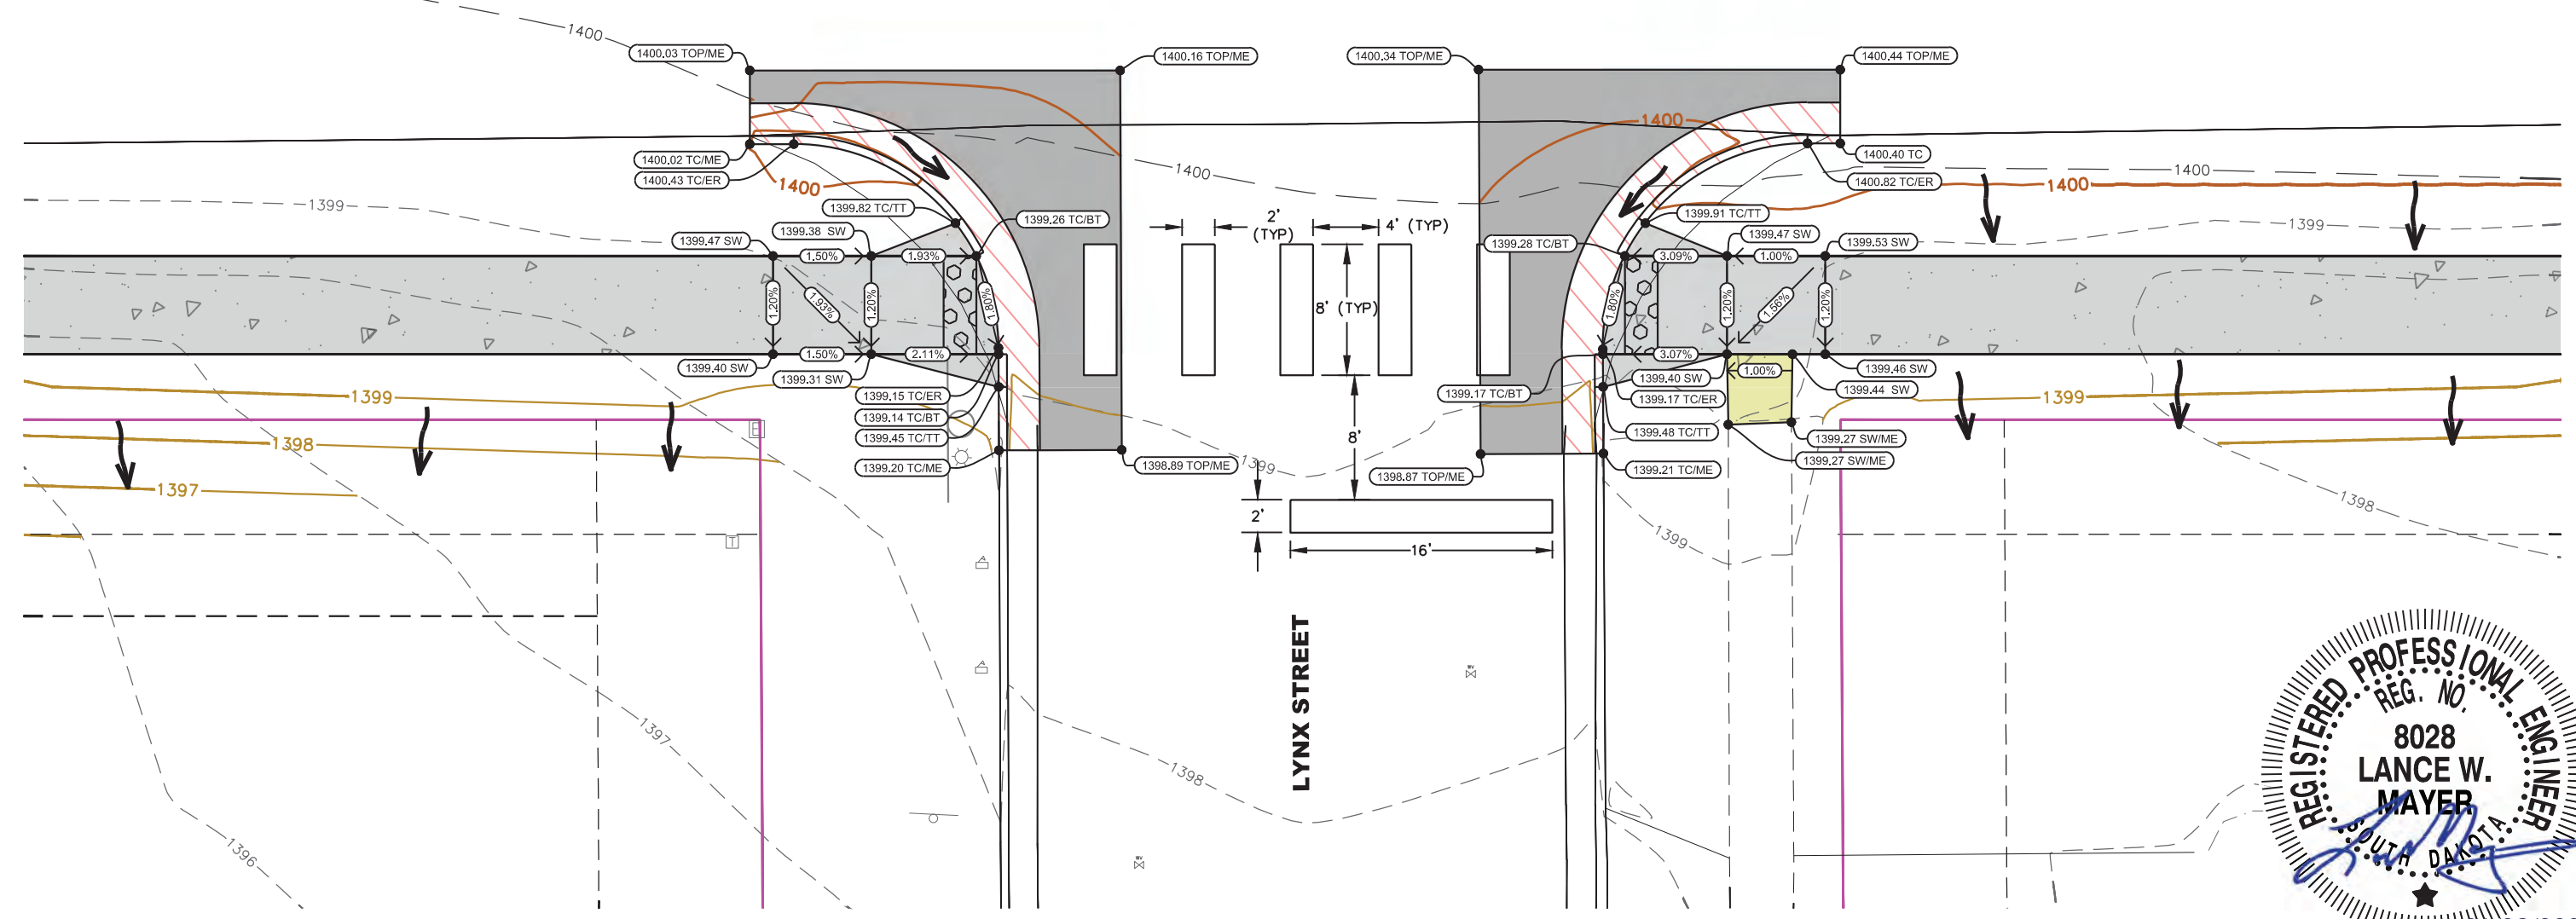 1400
1400.03 TOP/ME
1400.16 TOP/ME
1400.34 TOP/ME
1400.44 TOP/ME
1400.02 TC/ME
1400.43 TC/ER
1400
1400
1400
1400.40 TC
1400.82 TC/ER
1400
1400
1399
1399.82 TC/TT
1399.26 TC/BT
2'
(TYP)
4' (TYP)
1399.91 TC/TT
1399.47 SW
1399.38 SW
1399.28 TC/BT
1399.47 SW
1399.53 SW
1399
1.50%
1.93%
3.09%
1.00%
1.20%
1.93%
1.20%
1.80%
8' (TYP)
1.80%
1.20%
1.56%
1.20%
1.50%
2.11%
3.07%
1399.40 SW
1399.31 SW
1399.15 TC/ER
1399.14 TC/BT
1399.45 TC/TT
1399.20 TC/ME
1399.17 TC/BT
1399.40 SW
1399.17 TC/ER
1399.48 TC/TT
1399.21 TC/ME
1.00%
1399.46 SW
1399.44 SW
1399.27 SW/ME
1399.27 SW/ME
1399
1399
1398
1397
8'
1398.89 TOP/ME
1399
1398.87 TOP/ME
2'
16'
1399
1398
LYNX STREET
1397
1398
1396
WV
WV
E
T
REGISTERED PROFESSIONAL ENGINEER
REG. NO.
8028
LANCE W.
MAYER
SOUTH DAKOTA